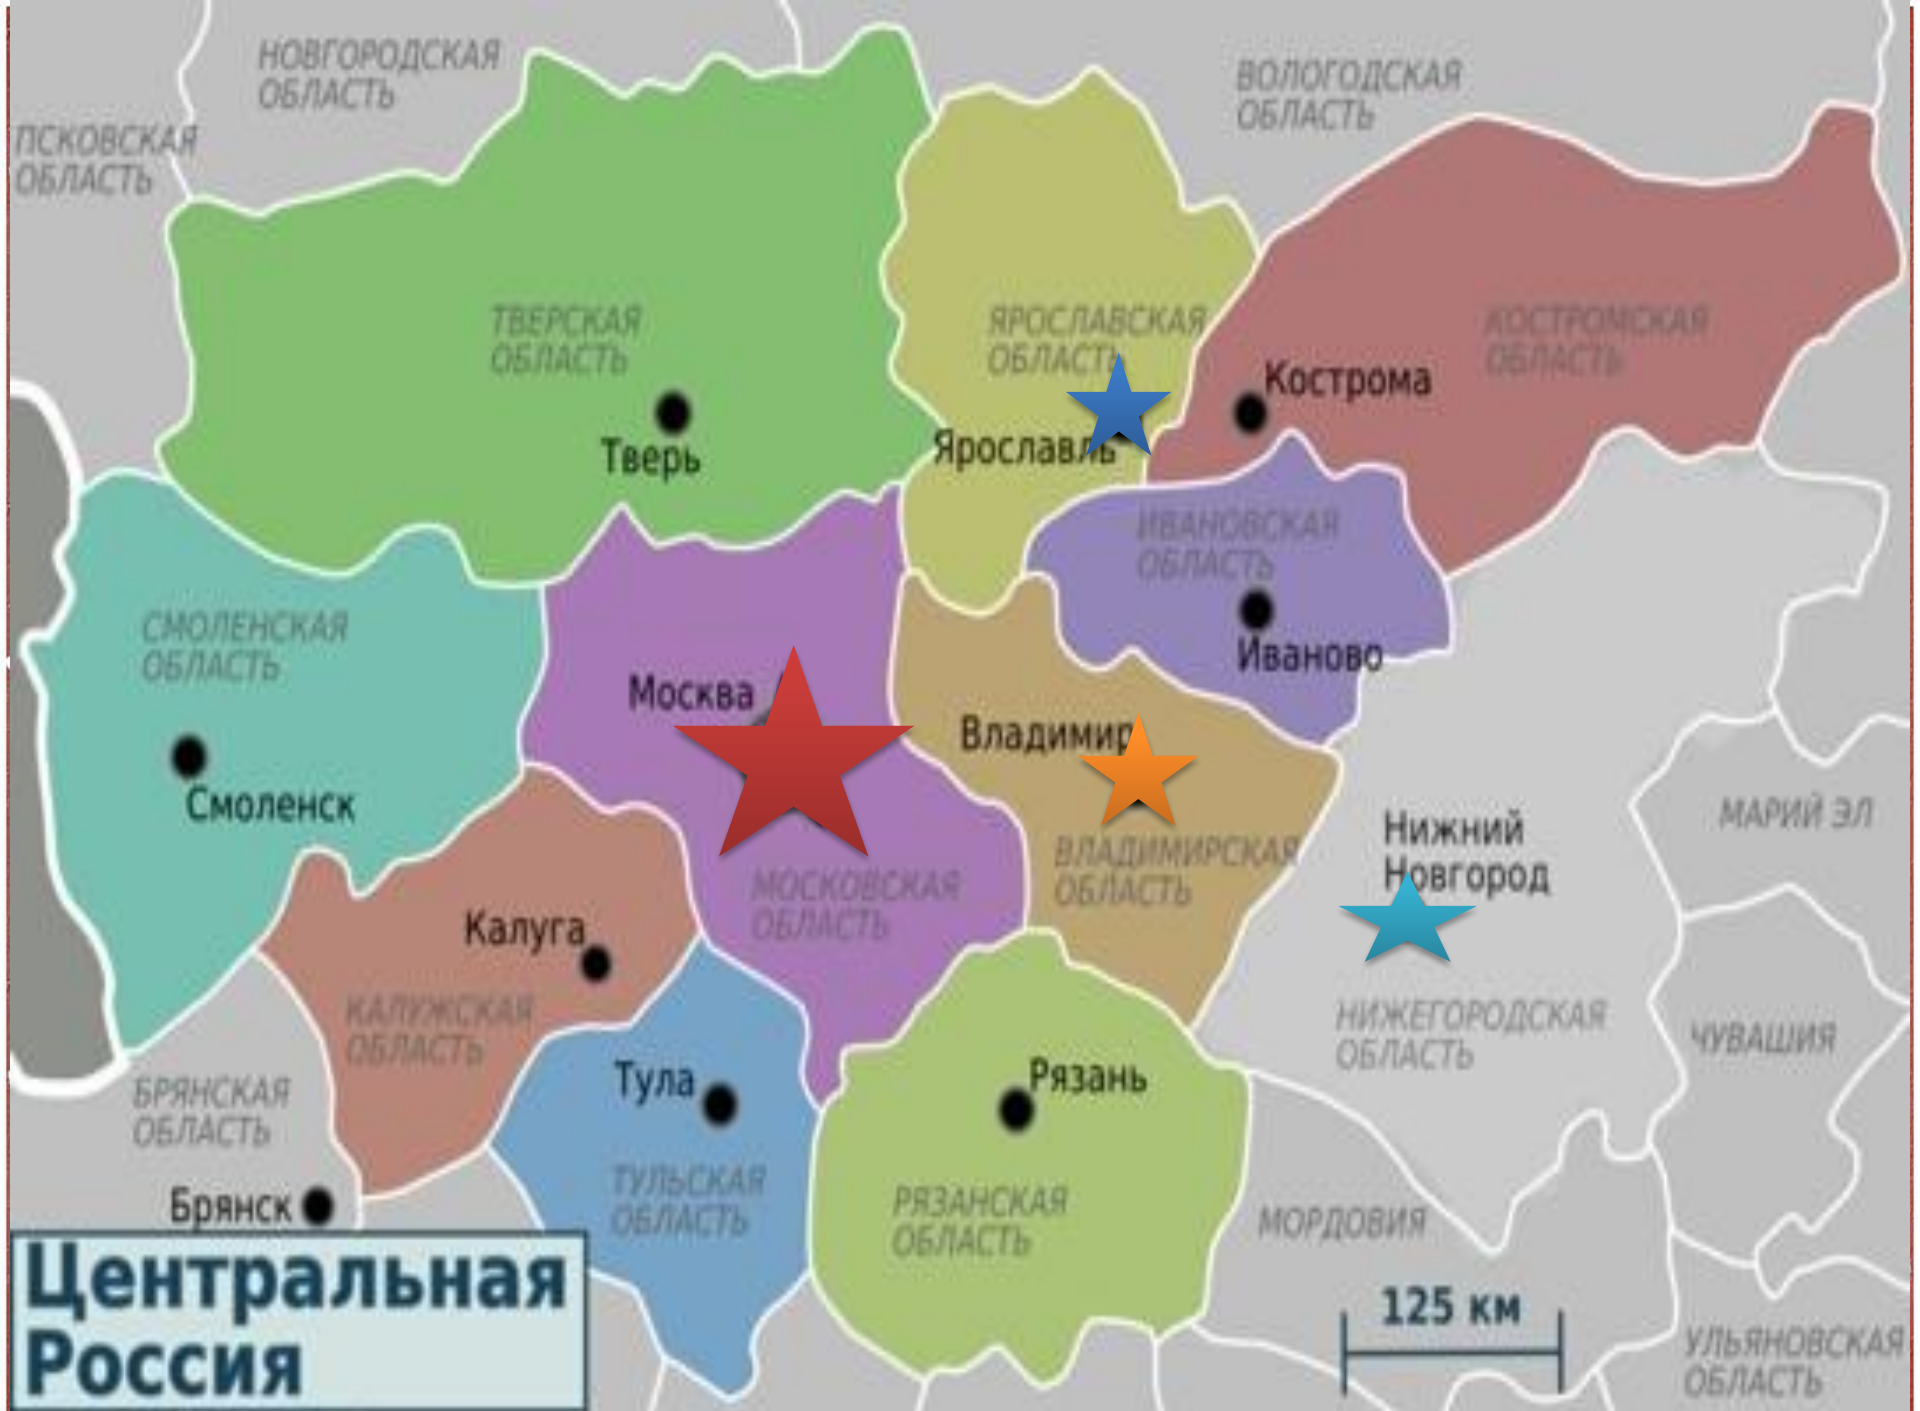 НОВГОРОДСКАЯ
ОБЛАСТЬ
ВОЛОГОДСКАЯ
ОБЛАСТЬ
ПСКОВСКАЯ
ОБЛАСТЬ
ТВЕРСКАЯ
ОБЛАСТЬ
Тверь
ЯРОСЛАВСКАЯ
ОБЛАСТЬ
Ярославль
КОСТРОМСКАЯ
ОБЛАСТЬ
Кострома
ИВАНОВСКАЯ
ОБЛАСТЬ
Иваново
СМОЛЕНСКАЯ
ОБЛАСТЬ
Смоленск
Москва
МОСКОВСКАЯ
ОБЛАСТЬ
Владимир
ВЛАДИМИРСКАЯ
ОБЛАСТЬ
Нижний
Новгород
НИЖЕГОРОДСКАЯ
ОБЛАСТЬ
МАРИЙ ЭЛ
ЧУВАШИЯ
Калуга
КАЛУЖСКАЯ
ОБЛАСТЬ
БРЯНСКАЯ
ОБЛАСТЬ
Брянск
Тула
ТУЛЬСКАЯ
ОБЛАСТЬ
Рязань
РЯЗАНСКАЯ
ОБЛАСТЬ
МОРДОВИЯ
125 км
УЛЬЯНОВСКАЯ
ОБЛАСТЬ
Центральная
Россия